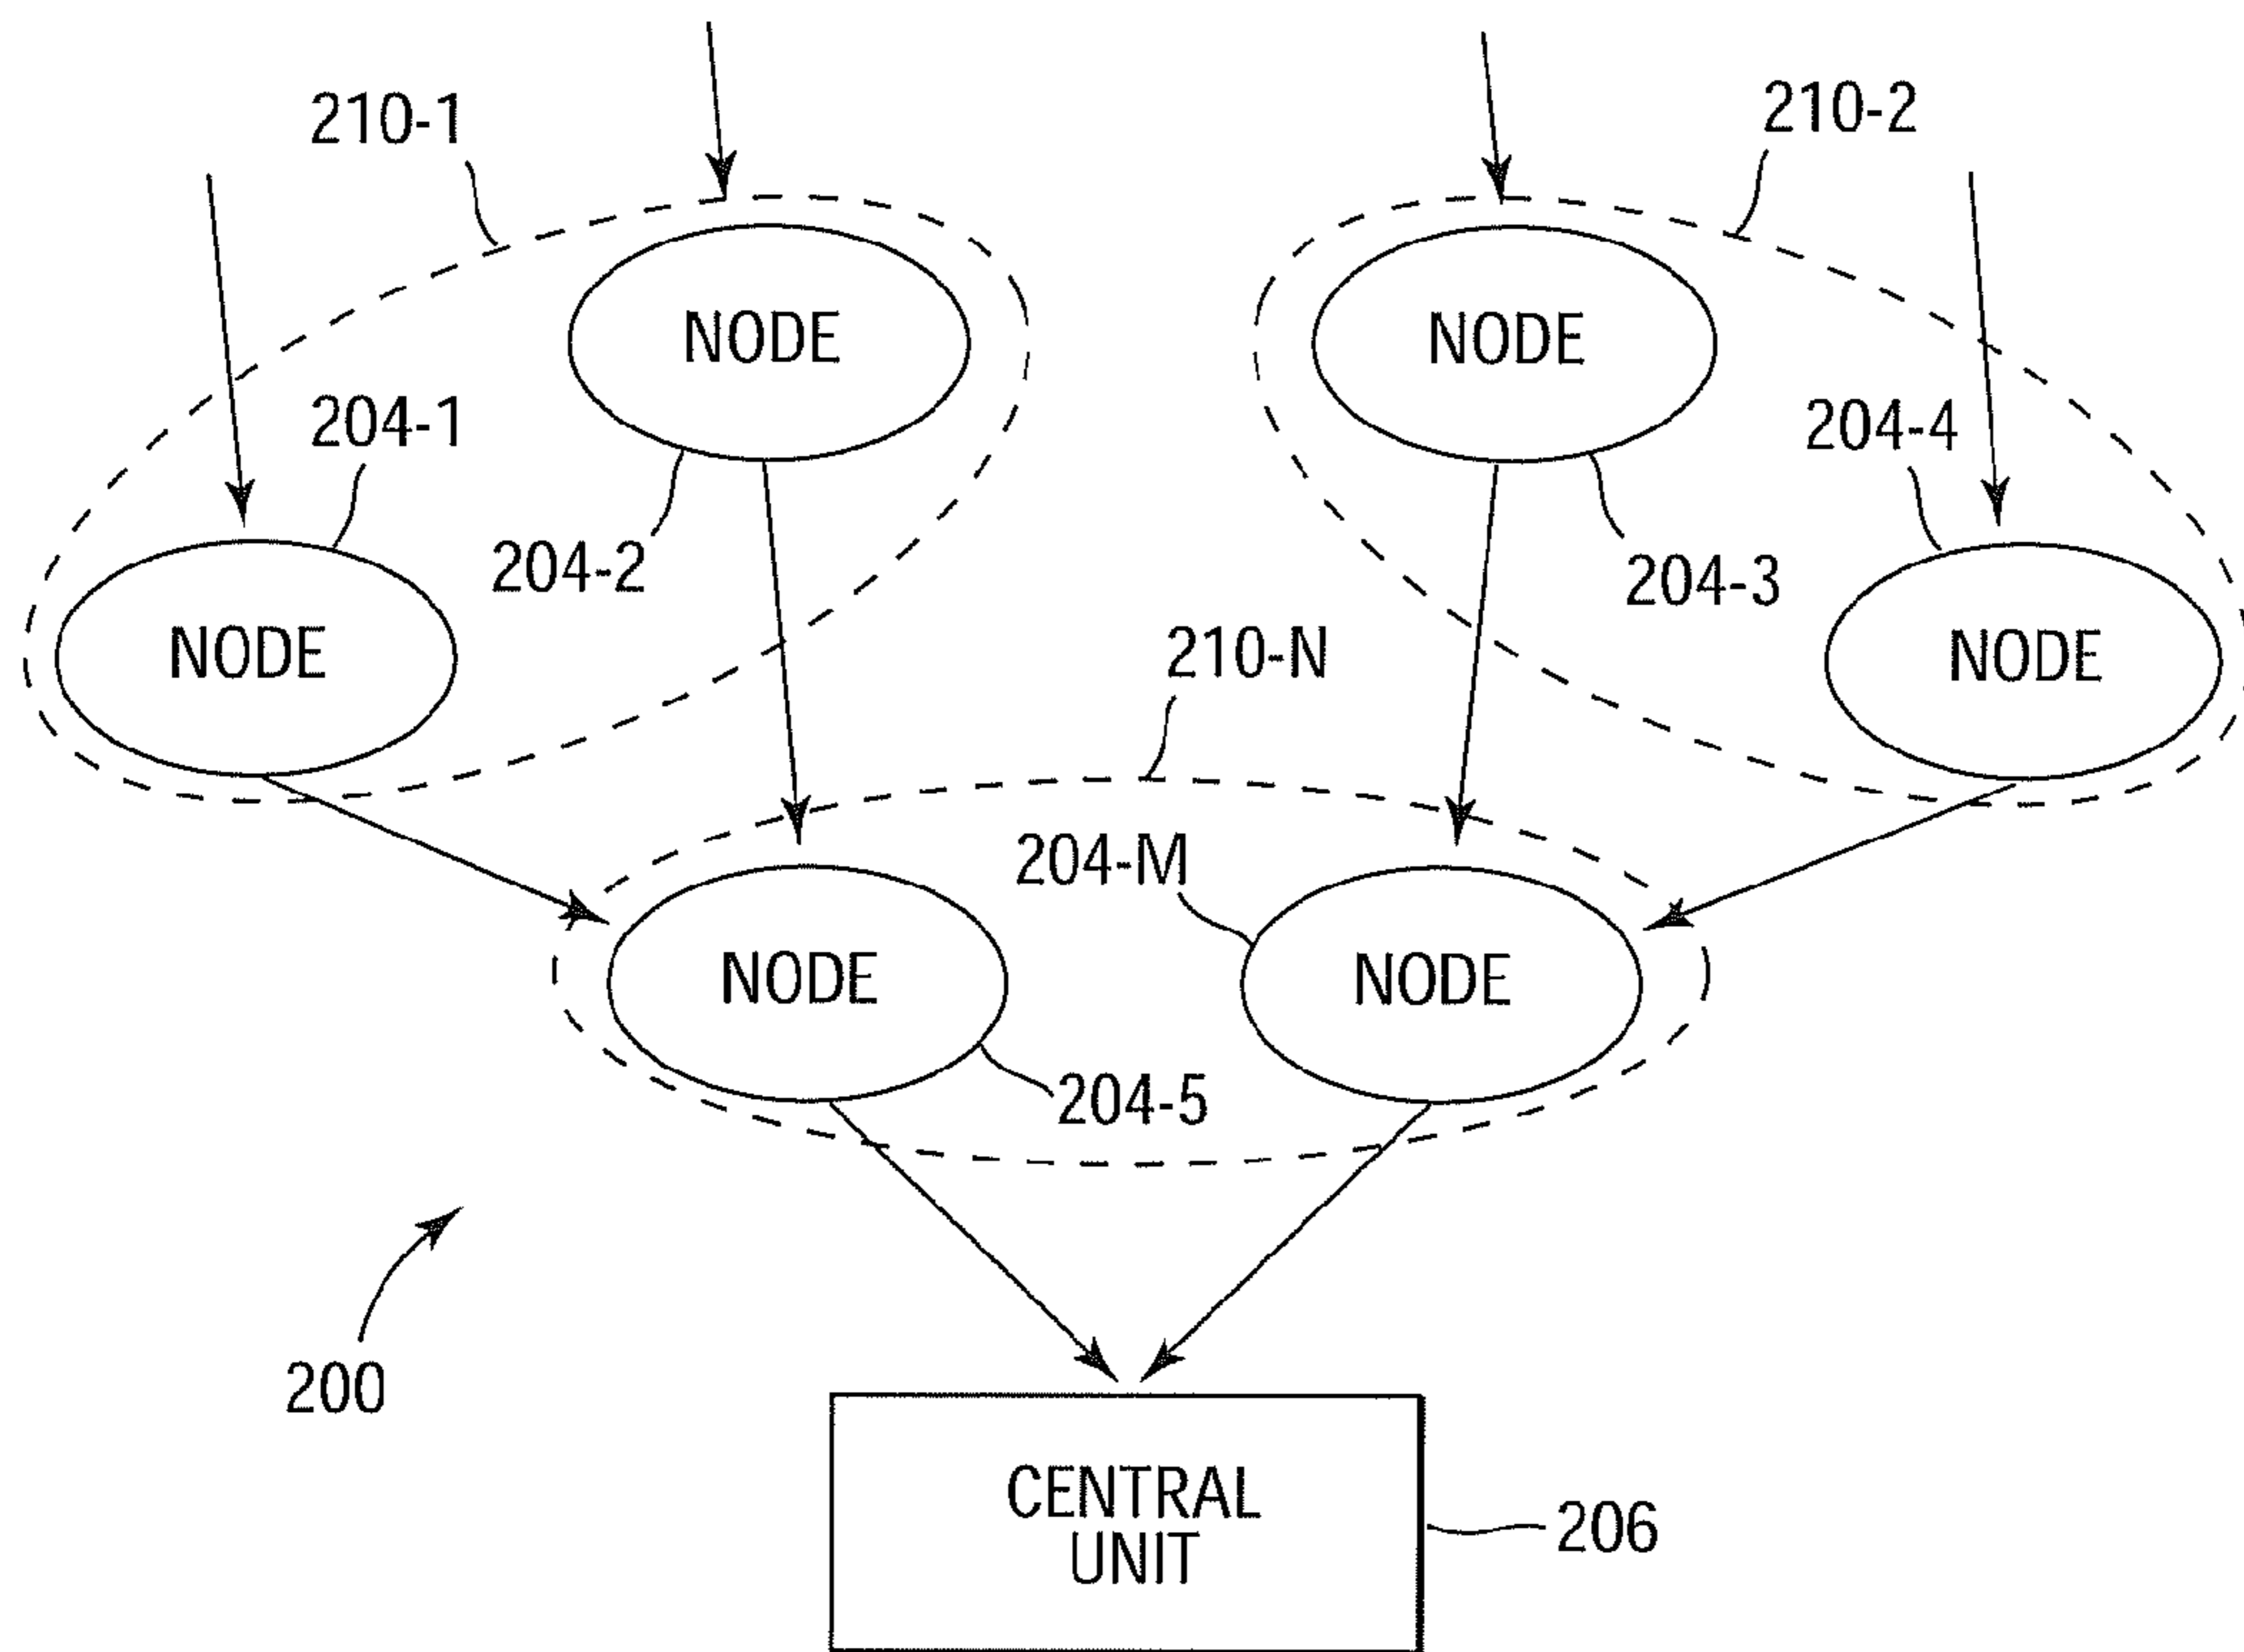 210-1
210-2
NODE
NODE
204-1
204-4
204-2
204-3
NODE
NODE
210-N
204-M
NODE
NODE
204-5
200
CENTRAL
UNIT
206